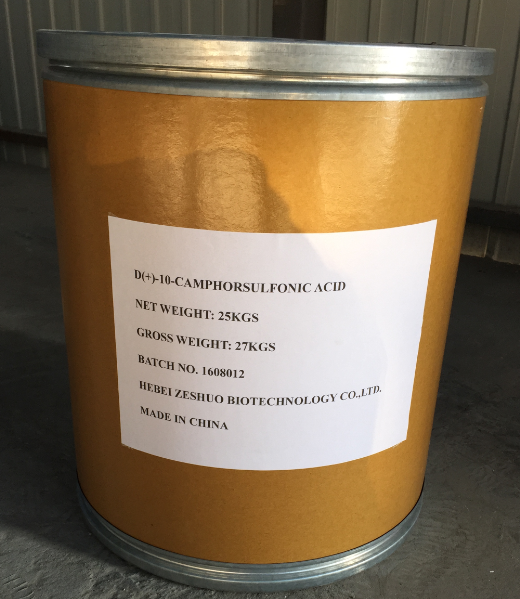 D(+)-10-CAMPHORSULFONIC ACID
NET WEIGHT: 25KGS
GROSS WEIGHT: 27KGS
BATCH NO. 1608012
HEBEI ZESHUO BIOTECHNOLOGY CO.,LTD.
MADE IN CHINA